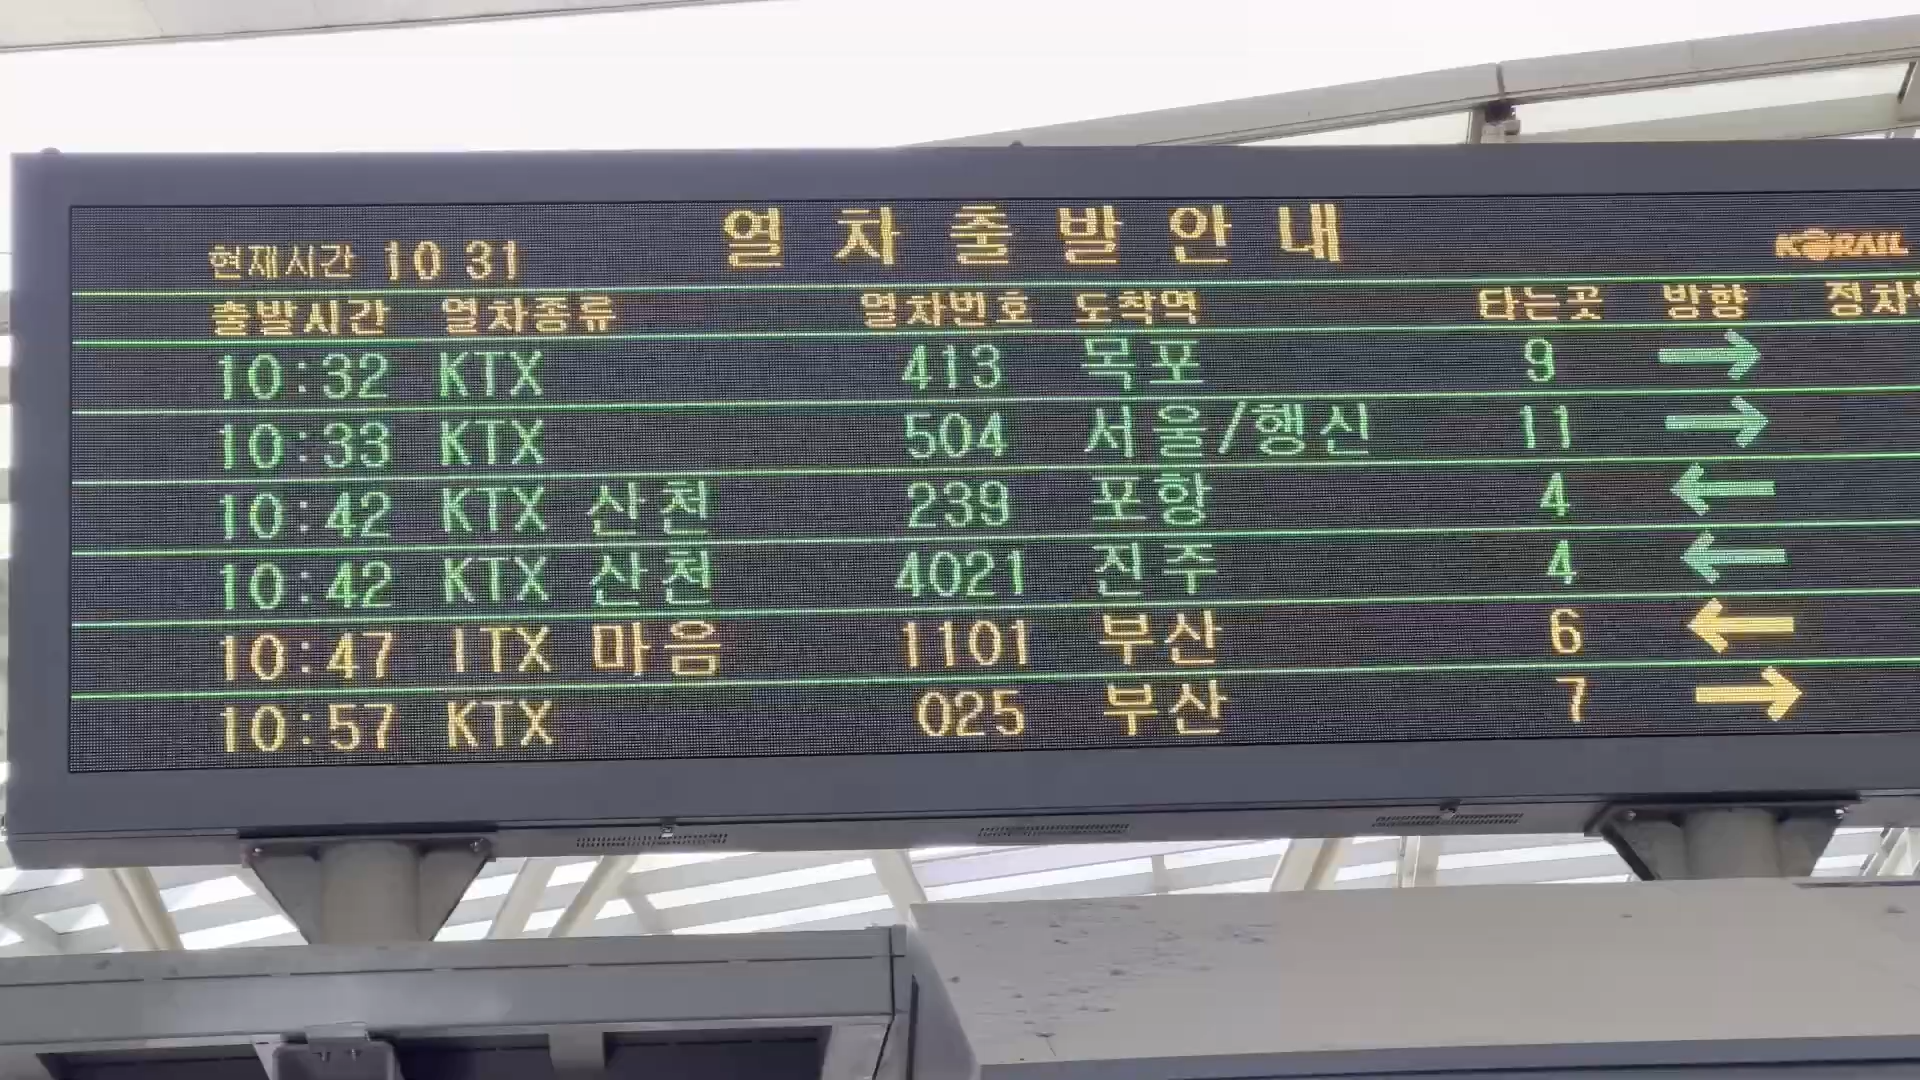 열차출발안내
현재시간 10 31
KORAIL
출발시간 열차종류 열차번호 도착역 타는곳 방향 정차
10:32 KTX 413 목포 9 →
10:33 KTX 504 서울/행신 11 →
10:42 KTX 산천 239 포항 4 ←
10:42 KTX 산천 4021 진주 4 ←
10:47 ITX 마음 1101 부산 6 ←
10:57 KTX 025 부산 7 →